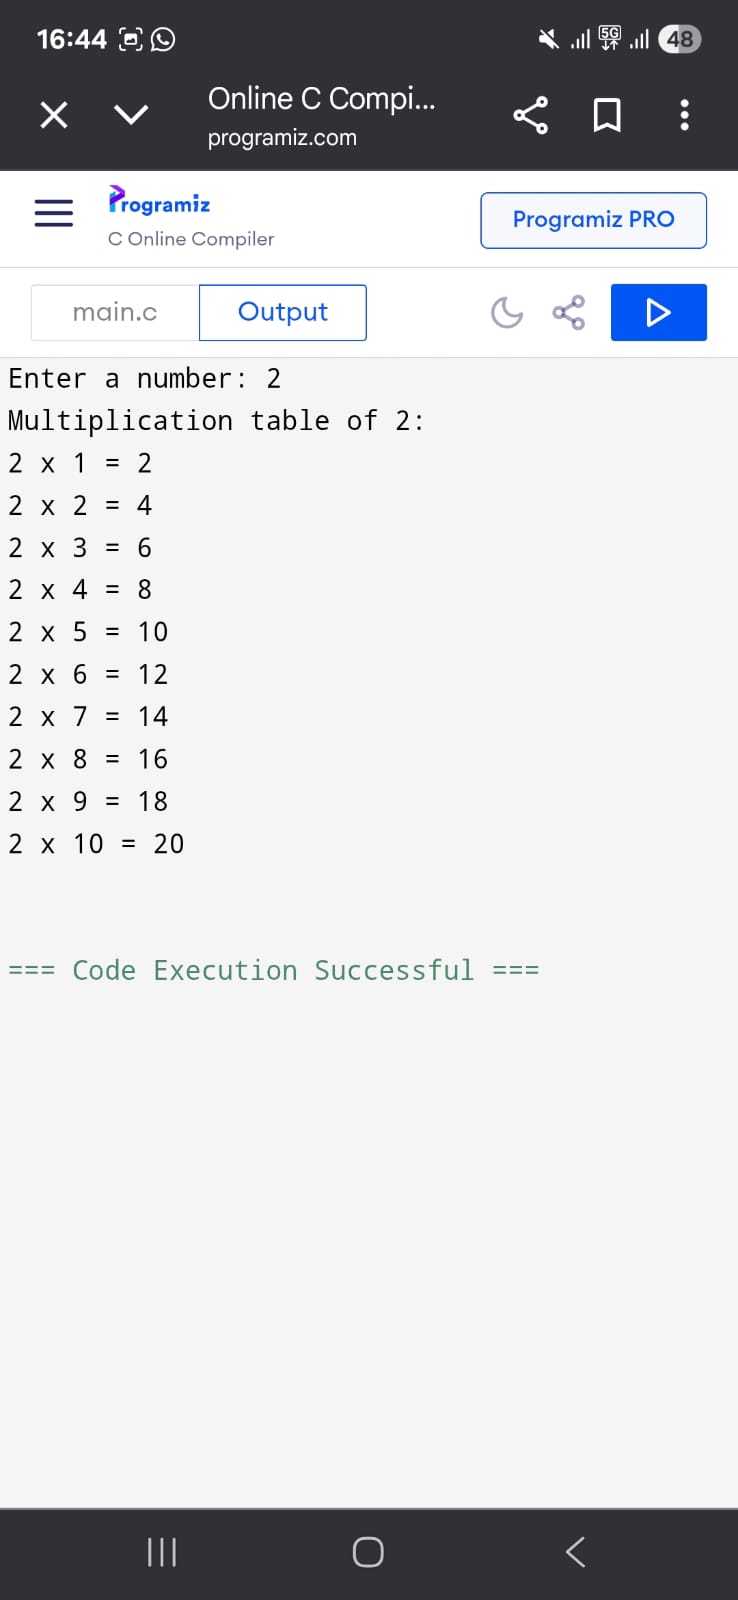 16:44
5G
48
Online C Compi...
programiz.com
Programiz
C Online Compiler
Programiz PRO
main.c
Output
Enter a number: 2
Multiplication table of 2:
2 x 1 = 2
2 x 2 = 4
2 x 3 = 6
2 x 4 = 8
2 x 5 = 10
2 x 6 = 12
2 x 7 = 14
2 x 8 = 16
2 x 9 = 18
2 x 10 = 20
=== Code Execution Successful ===